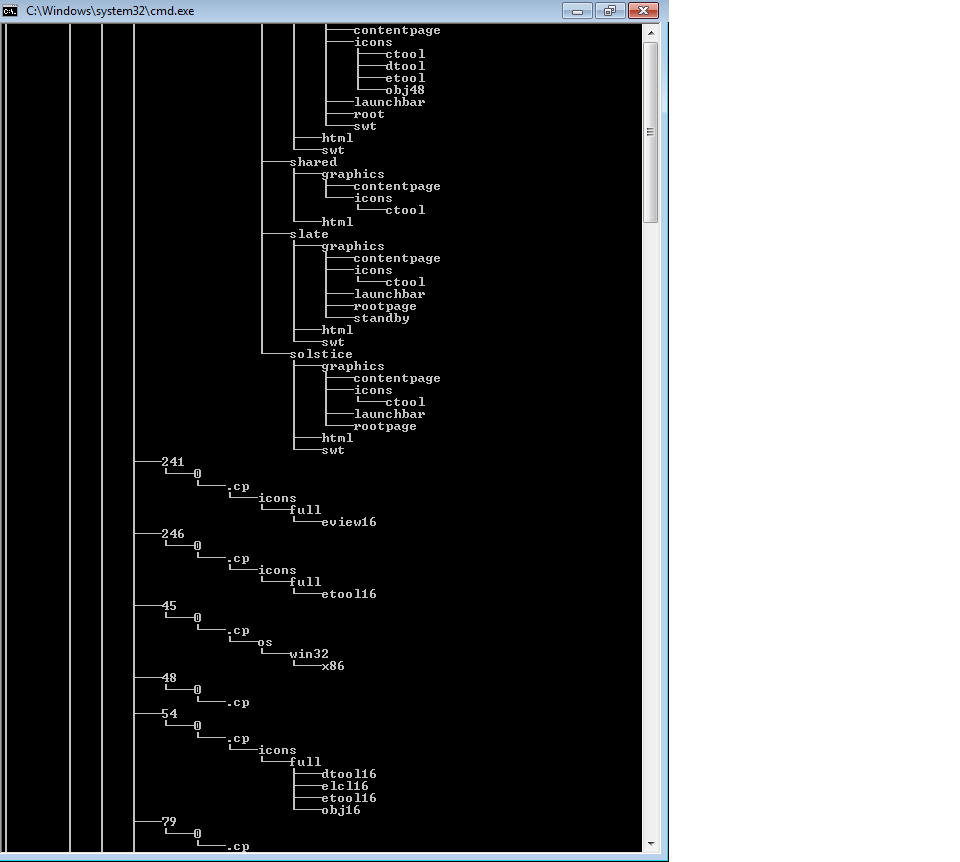 C:\Windows\system32\cmd.exe
contentpage
icons
ctool
dtool
etool
obj48
launchbar
root
swt
html
swt
shared
graphics
contentpage
icons
ctool
html
slate
graphics
contentpage
icons
ctool
launchbar
rootpage
standby
html
swt
solstice
graphics
contentpage
icons
ctool
launchbar
rootpage
html
swt
241
0
.cp
icons
full
eview16
246
0
.cp
icons
full
etool16
45
0
.cp
os
win32
x86
48
0
.cp
54
0
.cp
icons
full
dtool16
elcl16
etool16
obj16
79
0
.cp